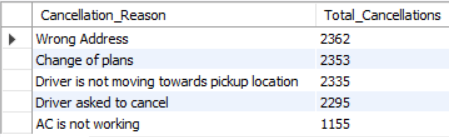 Cancellation_Reason Total_Cancellations
Wrong Address 2362
Change of plans 2353
Driver is not moving towards pickup location 2335
Driver asked to cancel 2295
AC is not working 1155